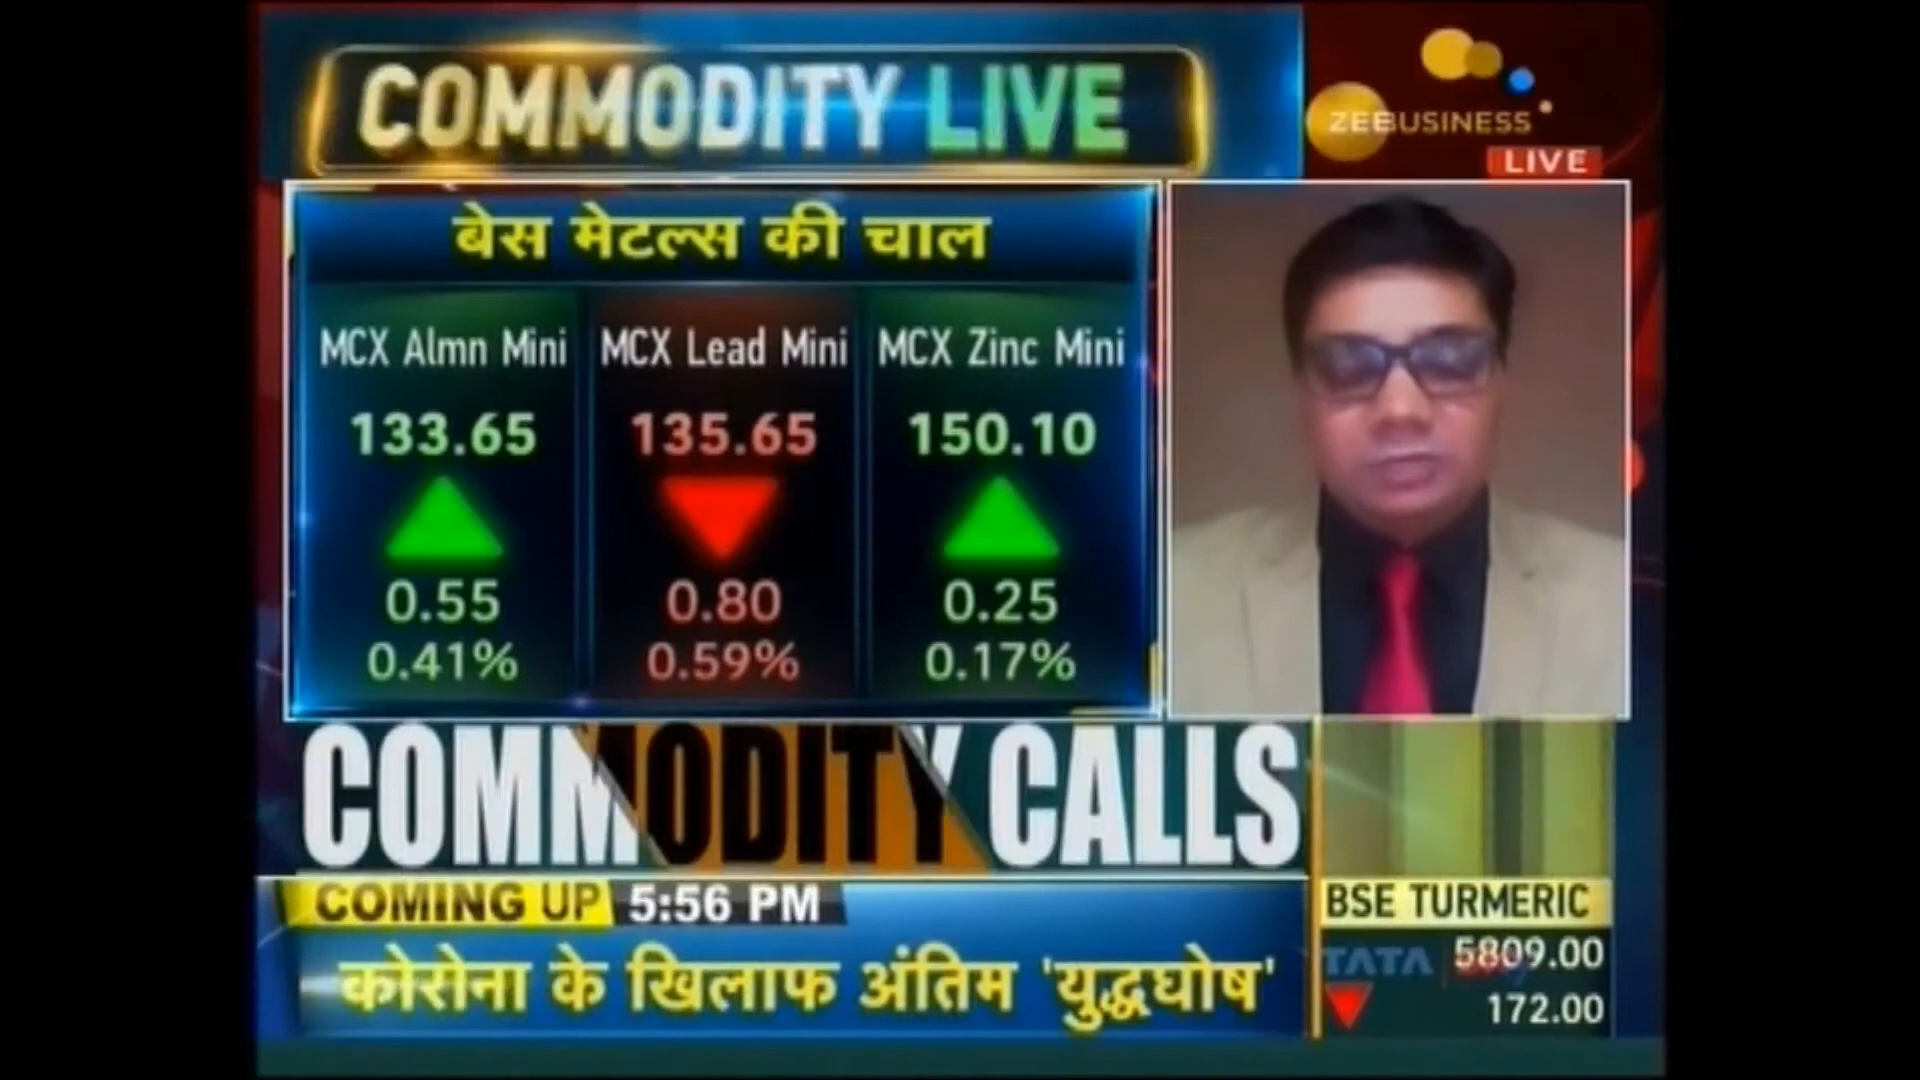 COMMODITY LIVE
ZEEBUSINESS
LIVE
बेस मेटल्स की चाल
MCX Almn Mini
133.65
0.55
0.41%
MCX Lead Mini
135.65
0.80
0.59%
MCX Zinc Mini
150.10
0.25
0.17%
COMMODITY CALLS
COMING UP 5:56 PM
कोरोना के खिलाफ अंतिम 'युद्धघोष'
BSE TURMERIC
5809.00
TATA
172.00